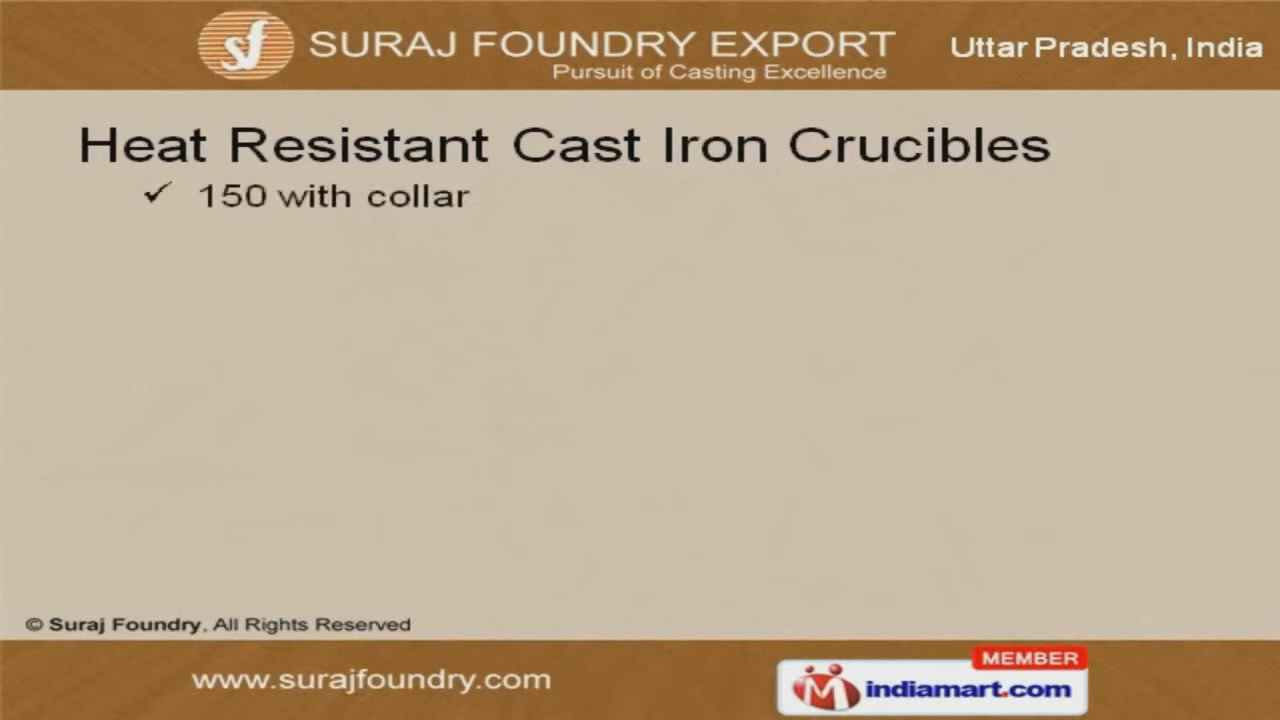 sf
SURAJ FOUNDRY EXPORT
Pursuit of Casting Excellence
Uttar Pradesh, India
Heat Resistant Cast Iron Crucibles
✓ 150 with collar
© Suraj Foundry, All Rights Reserved
www.surajfoundry.com
MEMBER
M indiamart.com